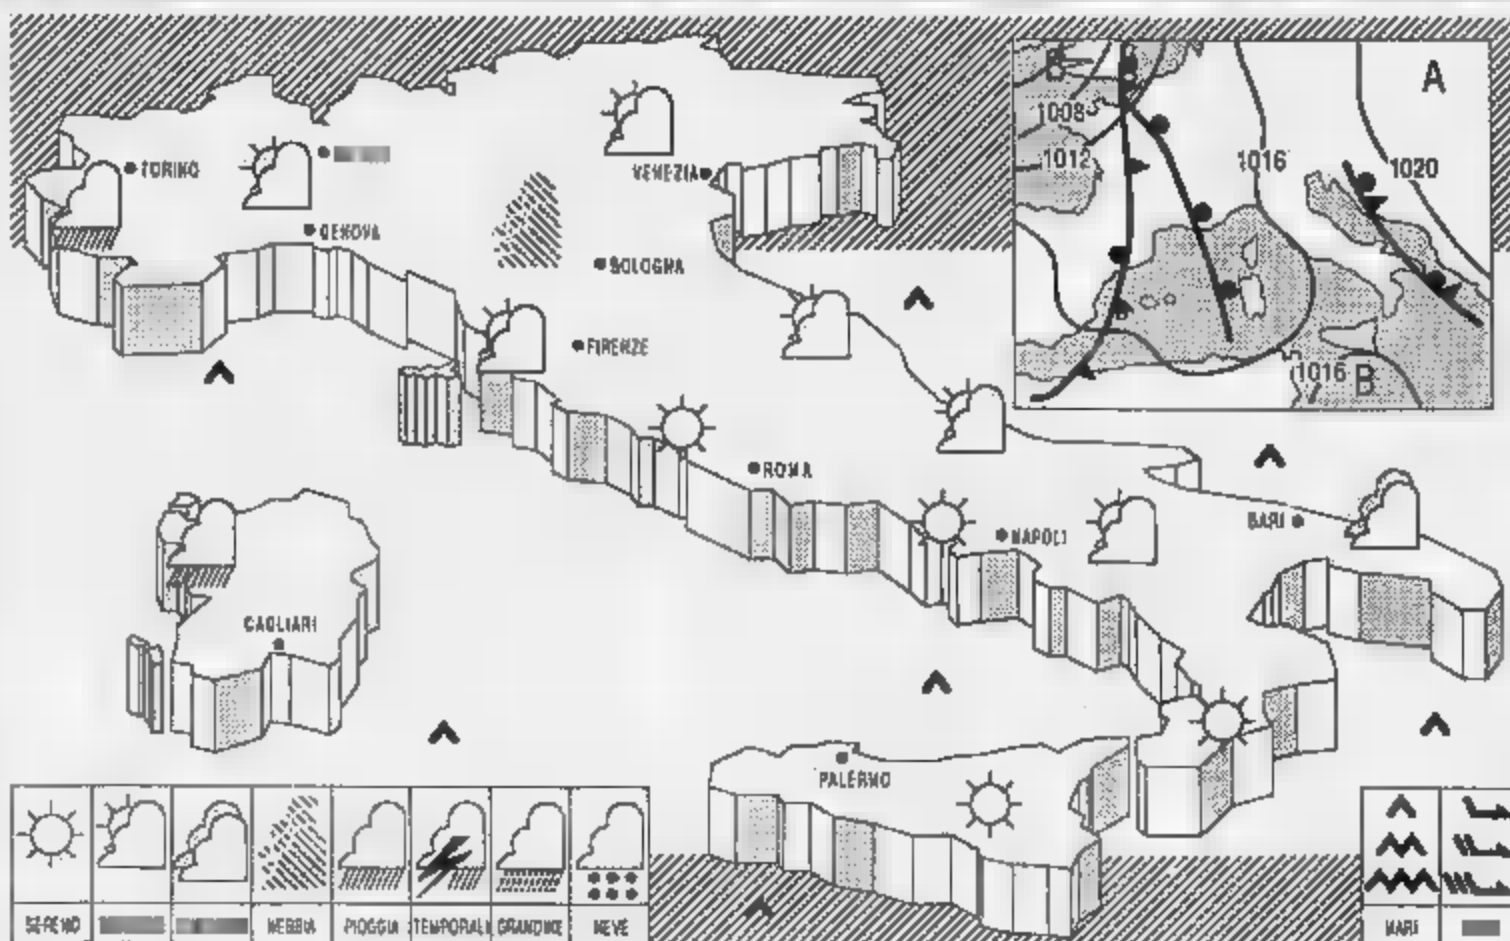 A
1008
1012
1016
1020
TORINO
VENEZIA
GENOVA
BOLOGNA
FIRENZE
1016 B
ROMA
BARI
NAPOLI
CAGLIARI
PALERMO
SERENO
NEBBIA
PIOGGIA
TEMPORALI
GRANDINE
NEVE
MARI